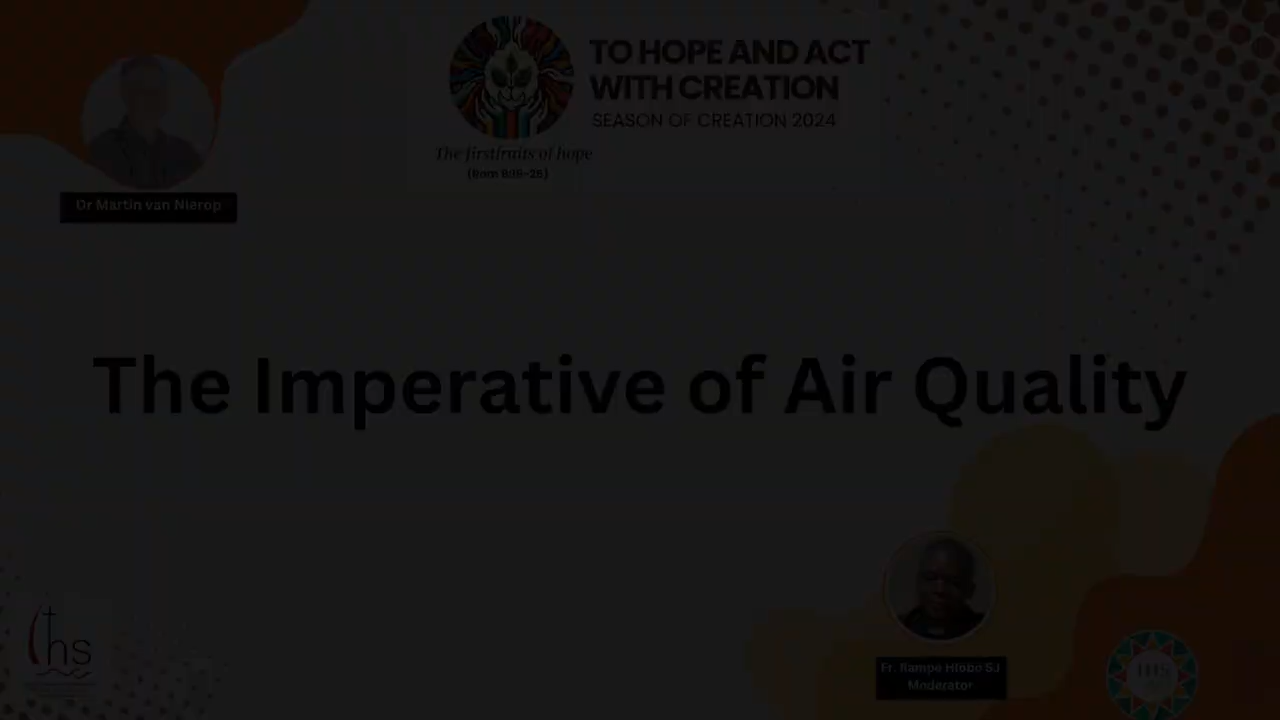 TO HOPE AND ACT
WITH CREATION
SEASON OF CREATION 2024
The firstfruits of hope
(Rom 8:19-25)
Dr Martin van Nierop
The Imperative of Air Quality
Fr. Rampe Hlobo SJ
Moderator
ihs